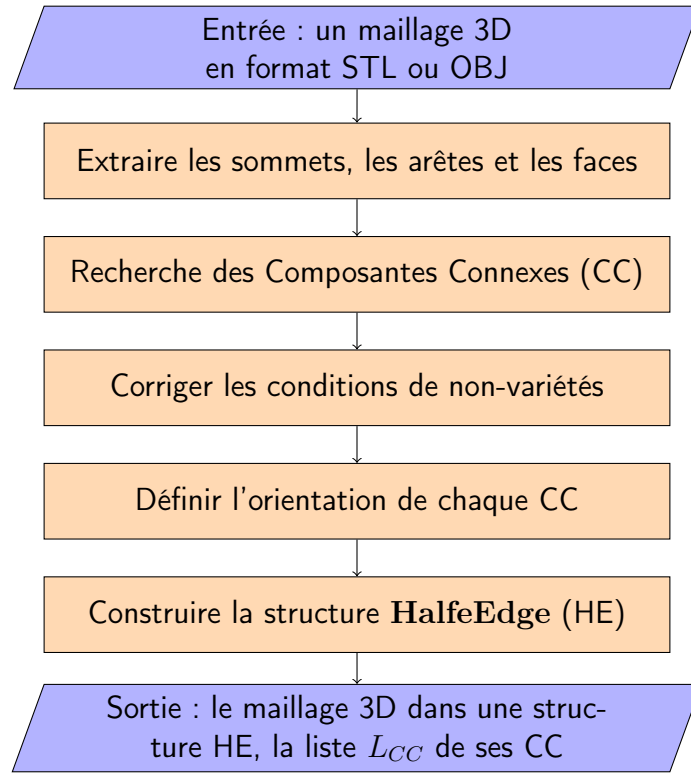 Entrée : un maillage 3D
en format STL ou OBJ
Extraire les sommets, les arêtes et les faces
Recherche des Composantes Connexes (CC)
Corriger les conditions de non-variétés
Définir l'orientation de chaque CC
Construire la structure HalfeEdge (HE)
Sortie : le maillage 3D dans une struc-
ture HE, la liste L_{CC} de ses CC